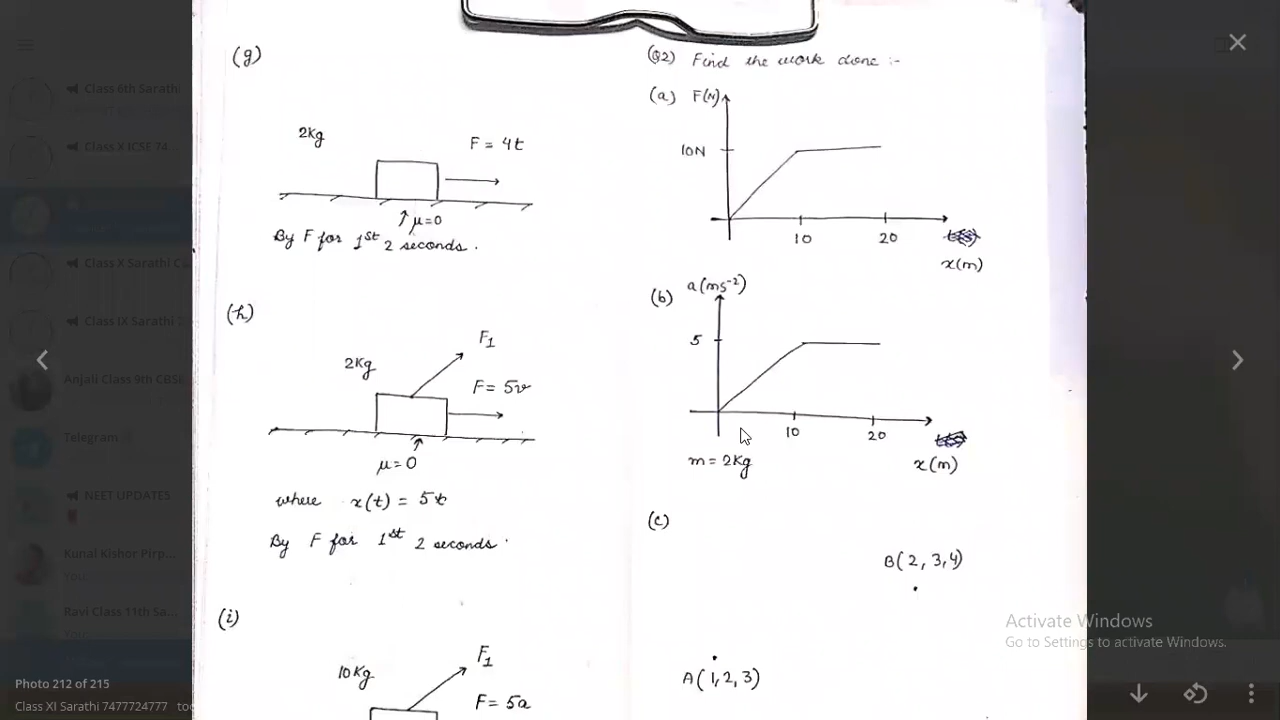 (g)
2Kg
F = 4t
μ=0
By F for 1st 2 seconds.
(h)
F1
2Kg
F = 5v
μ = 0
where x(t) = 5t
By F for 1st 2 seconds.
(i)
F1
10Kg
F = 5a
(Q2) Find the work done :-
(a) F(N)
10N
10 20
x(m)
(b) a(ms-2)
5
10 20
m = 2Kg x(m)
(c)
B(2, 3,4)
A(1,2,3)
Class 6th Sarathi
Class X ICSE 74
Class X Sarathi C
Class IX Sarathi
Anjali Class 9th CBSE
Telegram
NEET UPDATES
Kunal Kishor Pirp...
You:
Ravi Class 11th Sa...
You:
Photo 212 of 215
Class XI Sarathi 7477724777
Activate Windows
Go to Settings to activate Windows.